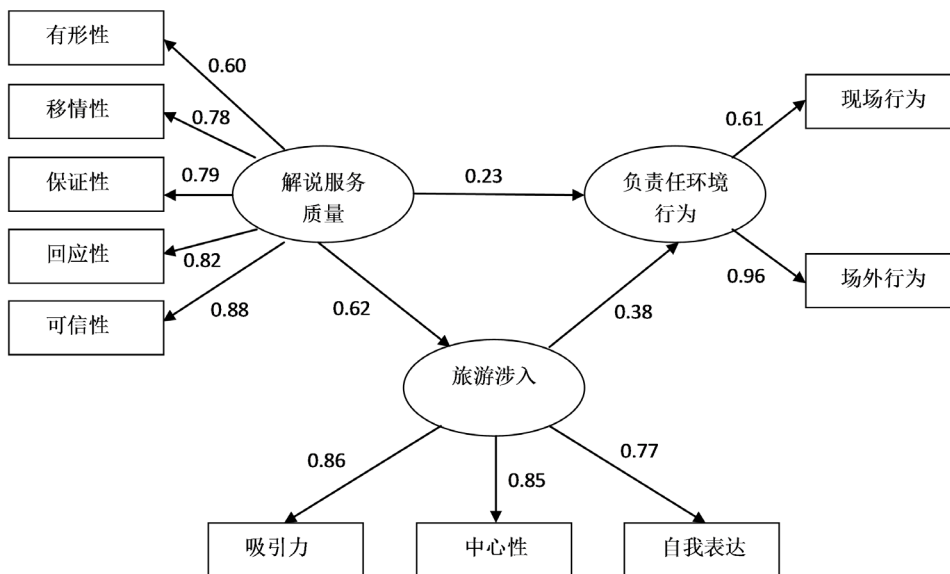 有形性
0.60
移情性
0.78
现场行为
0.61
保证性
0.79
解说服务
质量
0.23
负责任环境
行为
回应性
0.82
0.96
场外行为
可信性
0.88
0.62
0.38
旅游涉入
0.86
0.85
0.77
吸引力
中心性
自我表达